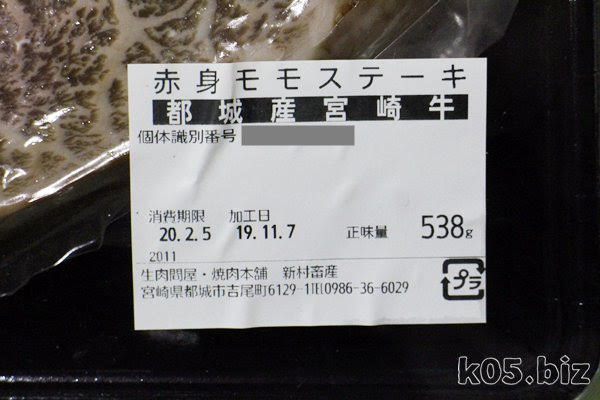 赤身モモステーキ
都城産宮崎牛
個体識別番号
消費期限 加工日
20.2.5 19.11.7 正味量 538g
2011
生肉問屋・焼肉本舗 新村畜産
宮崎県都城市吉尾町6129-1TEL0986-36-6029
プラ
k05.biz